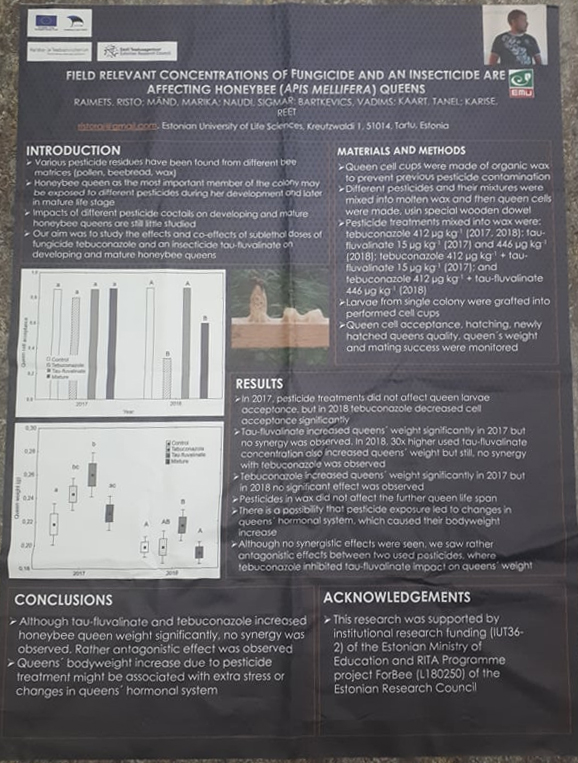 Haridus- ja Teadusministeerium
Eesti Teadusagentuur
Estonian Research Council
EMU
FIELD RELEVANT CONCENTRATIONS OF FUNGICIDE AND AN INSECTICIDE ARE
AFFECTING HONEYBEE (APIS MELLIFERA) QUEENS
RAIMETS, RISTO; MÄND, MARIKA; NAUDI, SIGMAR; BARTKEVICS, VADIMS; KAART, TANEL; KARISE,
REET
Estonian University of Life Sciences, Kreutzwaldi 1, 51014, Tartu, Estonia
INTRODUCTION
➢Various pesticide residues have been found from different bee
matrices (pollen, beebread, wax)
➢Honeybee queen as the most important member of the colony may
be exposed to different pesticides during her development and later
in mature life stage
➢Impacts of different pesticide coctails on developing and mature
honeybee queens are still little studied
➢Our aim was to study the effects and co-effects of sublethal doses of
fungicide tebuconazole and an insecticide tau-fluvalinate on
developing and mature honeybee queens
MATERIALS AND METHODS
➢Queen cell cups were made of organic wax
to prevent previous pesticide contamination
➢Different pesticides and their mixtures were
mixed into molten wax and then queen cells
were made, usin special wooden dowel
➢Pesticide treatments mixed into wax were:
tebuconazole 412 µg kg⁻¹ (2017, 2018); tau-
fluvalinate 15 µg kg⁻¹ (2017) and 446 µg kg⁻¹
(2018); tebuconazole 412 µg kg⁻¹ + tau-
fluvalinate 15 µg kg⁻¹ (2017); and
tebuconazole 412 µg kg⁻¹ + tau-fluvalinate
446 µg kg⁻¹ (2018)
➢Larvae from single colony were grafted into
performed cell cups
➢Queen cell acceptance, hatching, newly
hatched queens quality, queen´s weight
and mating success were monitored
Queen cell acceptance
a a a a A B A B
Control
Tebuconazole
Tau-fluvalinate
Mixture
2017 2018
Year
Queen weight (g)
0,30
0,28
0,26
0,24
0,22
0,20
0,18
a bc b ac A AB B A
Control
Tebuconazole
Tau-fluvalinate
Mixture
2017 2018
RESULTS
➢In 2017, pesticide treatments did not affect queen larvae
acceptance, but in 2018 tebuconazole decreased cell
acceptance significantly
➢Tau-fluvalinate increased queens´ weight significantly in 2017 but
no synergy was observed. In 2018, 30x higher used tau-fluvalinate
concentration also increased queens´ weight but still, no synergy
with tebuconazole was observed
➢Tebuconazole increased queens´ weight significantly in 2017 but
in 2018 no significant effect was observed
➢Pesticides in wax did not affect the further queen life span
➢There is a possibility that pesticide exposure led to changes in
queens´ hormonal system, which caused their bodyweight
increase
➢Although no synergistic effects were seen, we saw rather
antagonistic effects between two used pesticides, where
tebuconazole inhibited tau-fluvalinate impact on queens´ weight
CONCLUSIONS
➢Although tau-fluvalinate and tebuconazole increased
honeybee queen weight significantly, no synergy was
observed. Rather antagonistic effect was observed
➢Queens´ bodyweight increase due to pesticide
treatment might be associated with extra stress or
changes in queens´ hormonal system
ACKNOWLEDGEMENTS
➢This research was supported by
institutional research funding (IUT36-
2) of the Estonian Ministry of
Education and RITA Programme
project ForBee (L180250) of the
Estonian Research Council